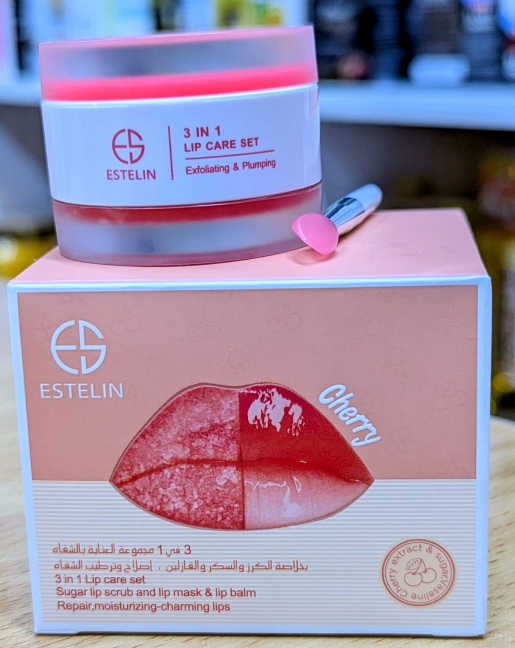 ES
ESTELIN
3 IN 1
LIP CARE SET
Exfoliating & Plumping
ES
ESTELIN
Cherry
3 في 1 مجموعة العناية بالشفاه
بخلاصة الكرز والسكر والفازلين ، اصلاح وترطيب الشفاه
3 in 1 Lip care set
Sugar lip scrub and lip mask & lip balm
Repair,moisturizing-charming lips
Cherry extract & sugar,Vaseline